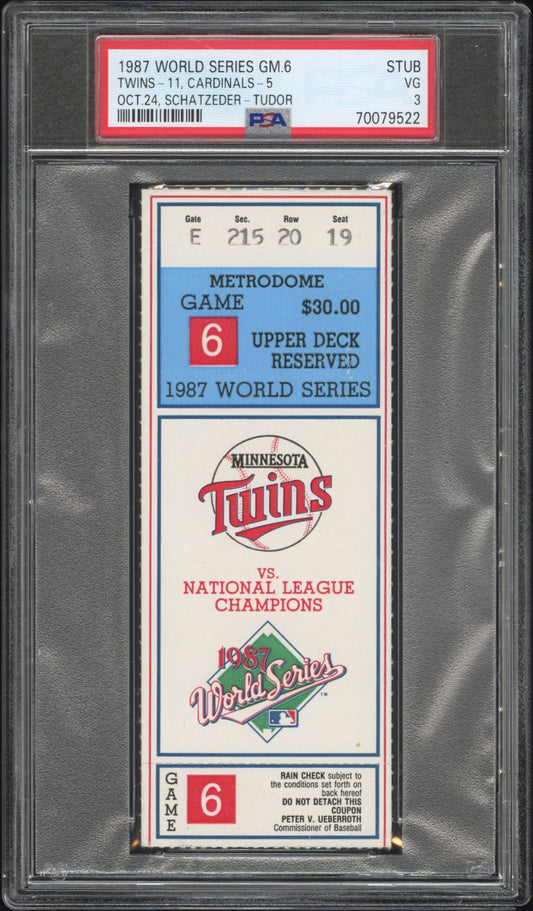 1987 WORLD SERIES GM.6 STUB
TWINS-11, CARDINALS-5 VG
OCT.24, SCHATZEDER-TUDOR 3
PSA 70079522
Gate Sec. Row Seat
E 215 20 19
METRODOME
GAME $30.00
6 UPPER DECK
RESERVED
1987 WORLD SERIES
MINNESOTA
Twins
VS.
NATIONAL LEAGUE
CHAMPIONS
1987
World Series
TM
GAME
6
RAIN CHECK subject to
the conditions set forth on
back hereof
DO NOT DETACH THIS
COUPON
PETER V. UEBERROTH
Commissioner of Baseball